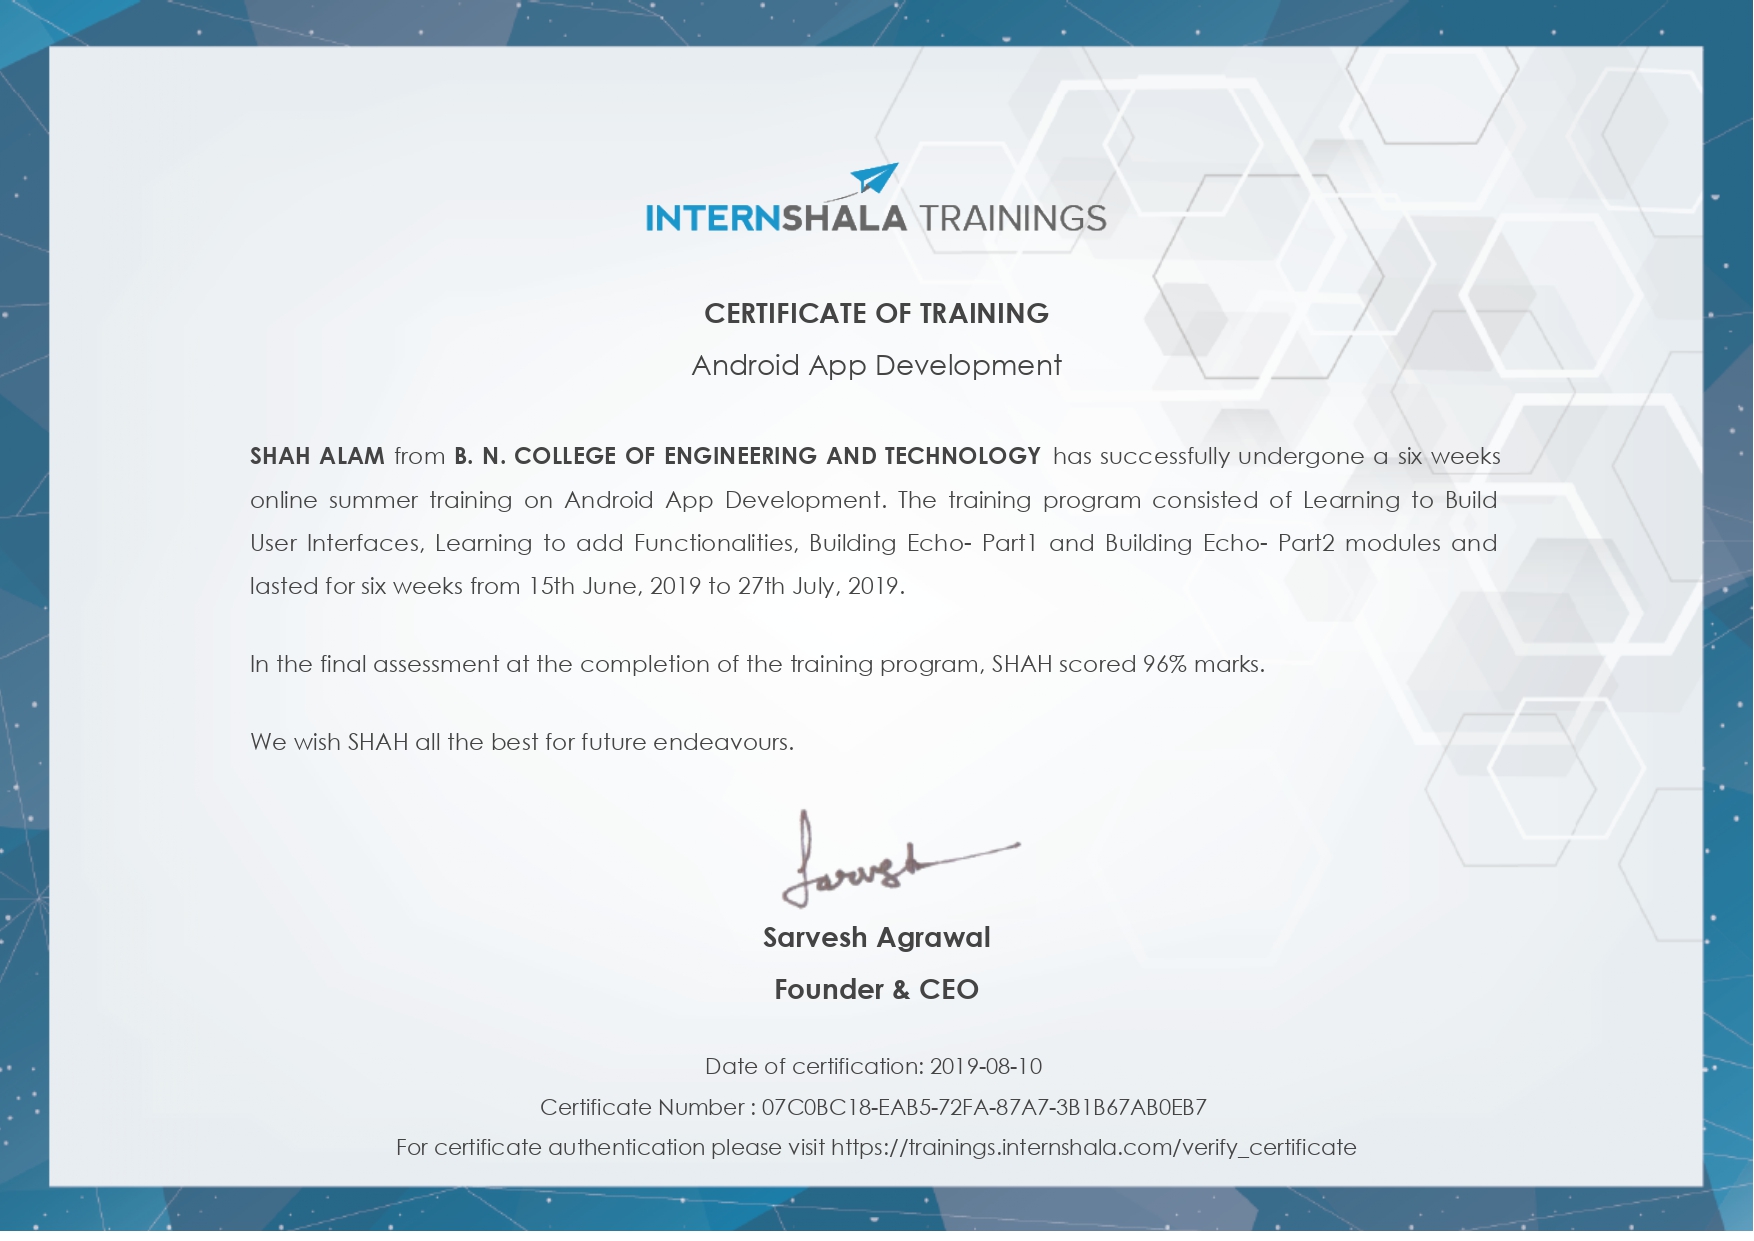 INTERNSHALA TRAININGS
CERTIFICATE OF TRAINING
Android App Development
SHAH ALAM from B. N. COLLEGE OF ENGINEERING AND TECHNOLOGY has successfully undergone a six weeks
online summer training on Android App Development. The training program consisted of Learning to Build
User Interfaces, Learning to add Functionalities, Building Echo- Part1 and Building Echo- Part2 modules and
lasted for six weeks from 15th June, 2019 to 27th July, 2019.
In the final assessment at the completion of the training program, SHAH scored 96% marks.
We wish SHAH all the best for future endeavours.
Sarvesh
Sarvesh Agrawal
Founder & CEO
Date of certification: 2019-08-10
Certificate Number : 07C0BC18-EAB5-72FA-87A7-3B1B67AB0EB7
For certificate authentication please visit https://trainings.internshala.com/verify_certificate